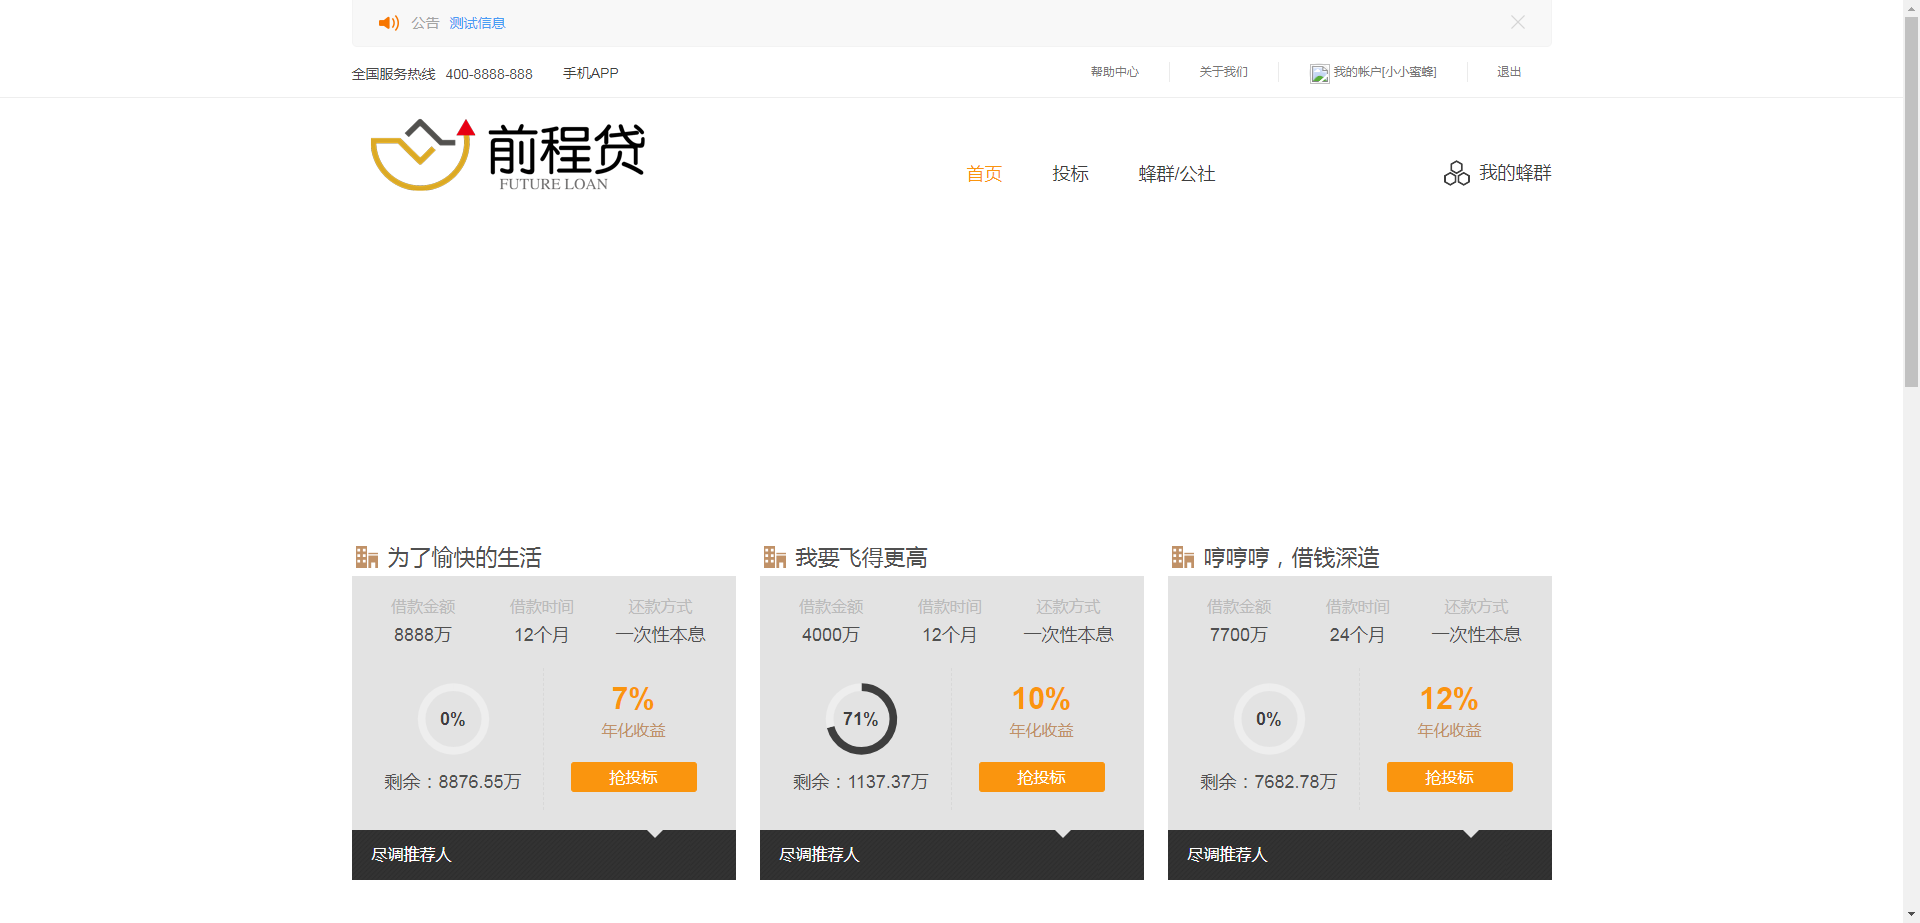 公告 测试信息
全国服务热线 400-8888-888 手机APP 帮助中心 关于我们 我的帐户[小小蜜蜂] 退出
前程贷
FUTURE LOAN
首页 投标 蜂群/公社 我的蜂群
为了愉快的生活
借款金额 借款时间 还款方式
8888万 12个月 一次性本息
0%
7%
年化收益
剩余：8876.55万
抢投标
尽调推荐人
我要飞得更高
借款金额 借款时间 还款方式
4000万 12个月 一次性本息
71%
10%
年化收益
剩余：1137.37万
抢投标
尽调推荐人
哼哼哼，借钱深造
借款金额 借款时间 还款方式
7700万 24个月 一次性本息
0%
12%
年化收益
剩余：7682.78万
抢投标
尽调推荐人